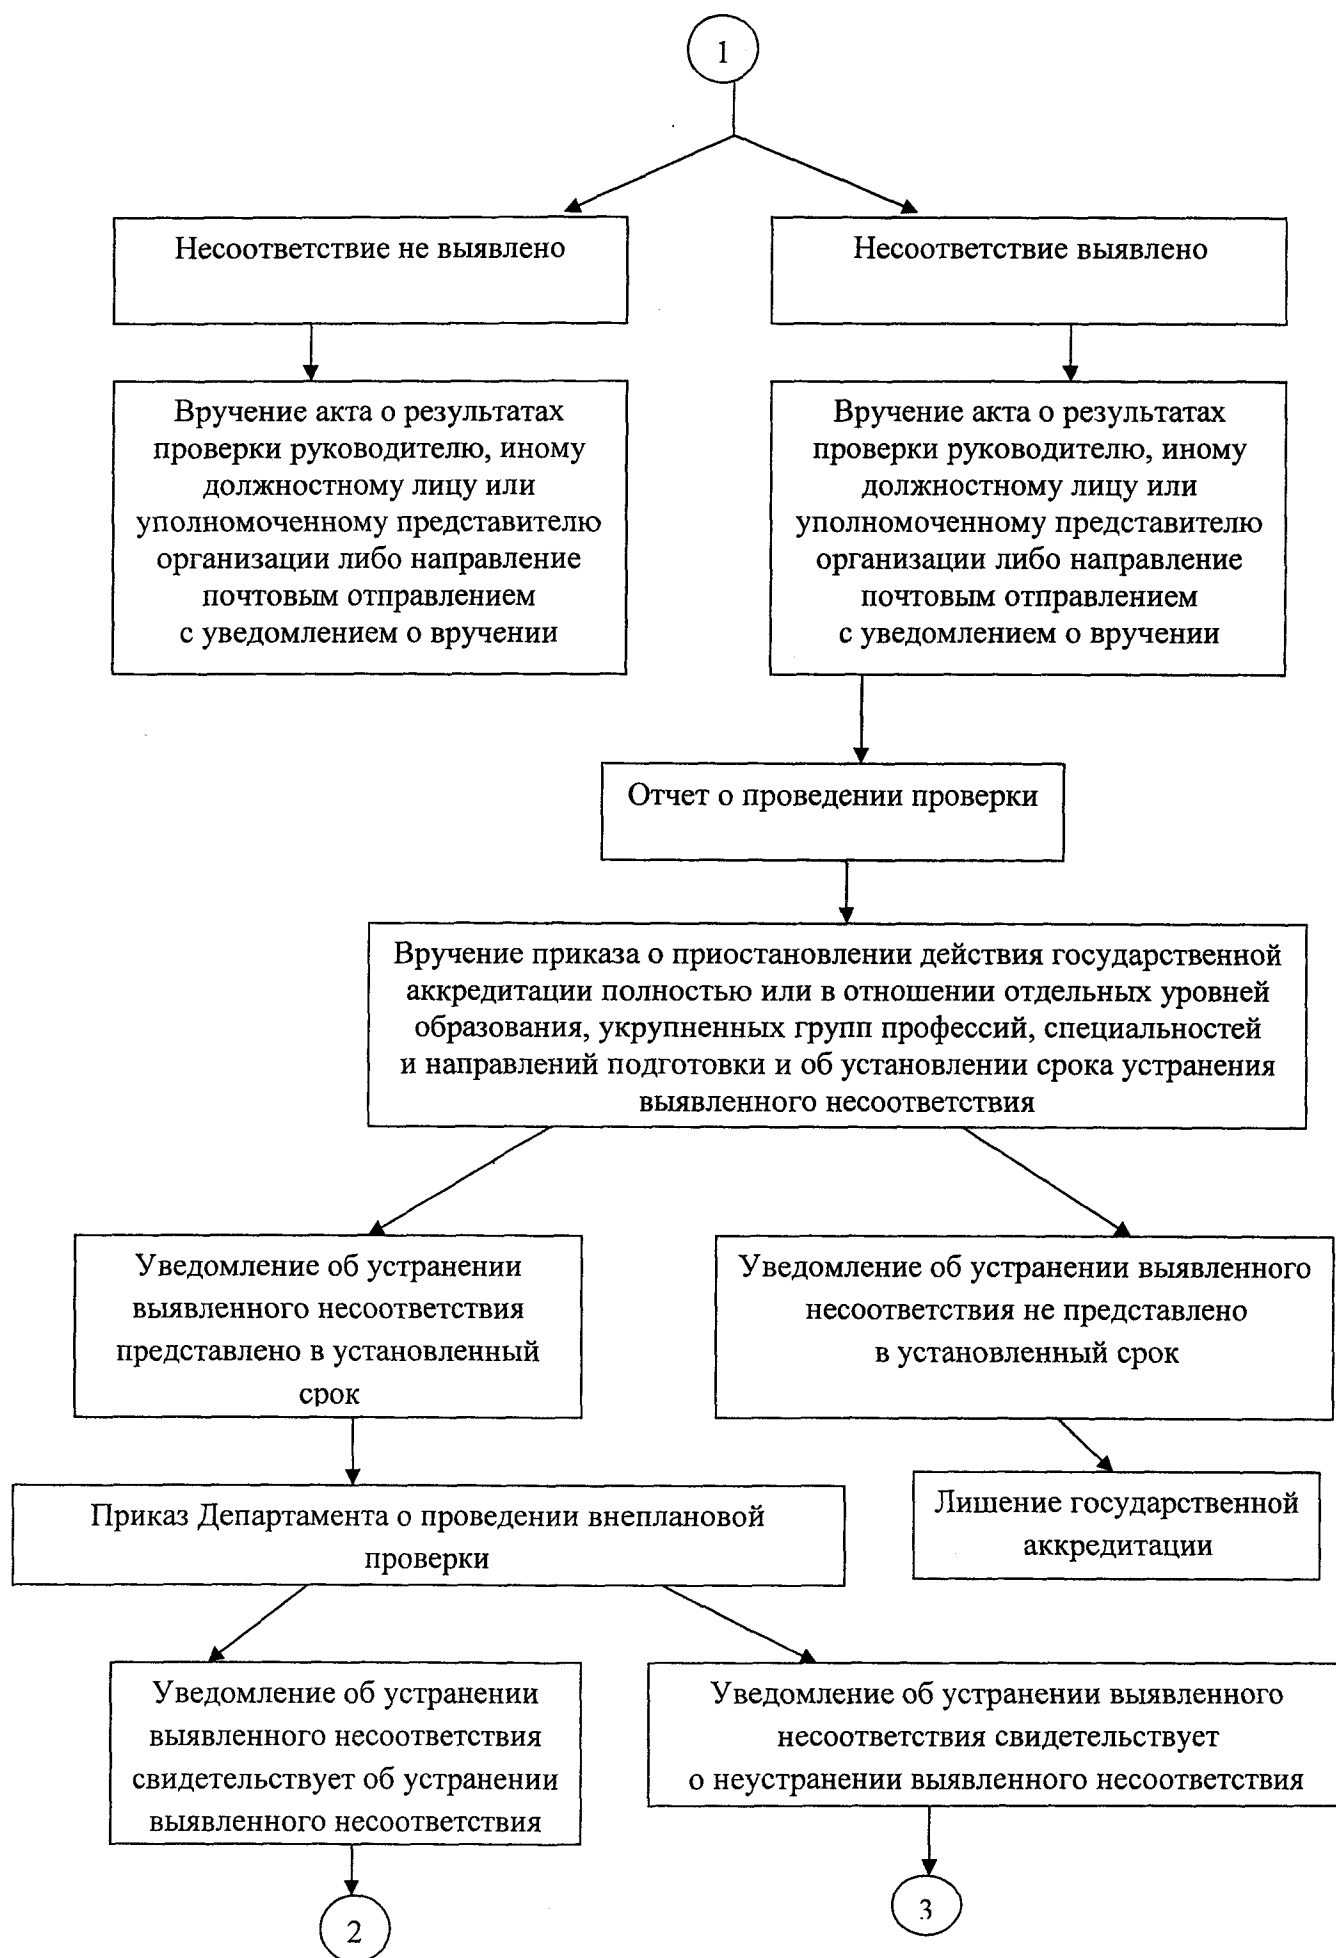 1
Несоответствие не выявлено
Несоответствие выявлено
Вручение акта о результатах
проверки руководителю, иному
должностному лицу или
уполномоченному представителю
организации либо направление
почтовым отправлением
с уведомлением о вручении
Вручение акта о результатах
проверки руководителю, иному
должностному лицу или
уполномоченному представителю
организации либо направление
почтовым отправлением
с уведомлением о вручении
Отчет о проведении проверки
Вручение приказа о приостановлении действия государственной
аккредитации полностью или в отношении отдельных уровней
образования, укрупненных групп профессий, специальностей
и направлений подготовки и об установлении срока устранения
выявленного несоответствия
Уведомление об устранении
выявленного несоответствия
представлено в установленный
срок
Уведомление об устранении выявленного
несоответствия не представлено
в установленный срок
Приказ Департамента о проведении внеплановой
проверки
Лишение государственной
аккредитации
Уведомление об устранении
выявленного несоответствия
свидетельствует об устранении
выявленного несоответствия
Уведомление об устранении выявленного
несоответствия свидетельствует
о неустранении выявленного несоответствия
2
3